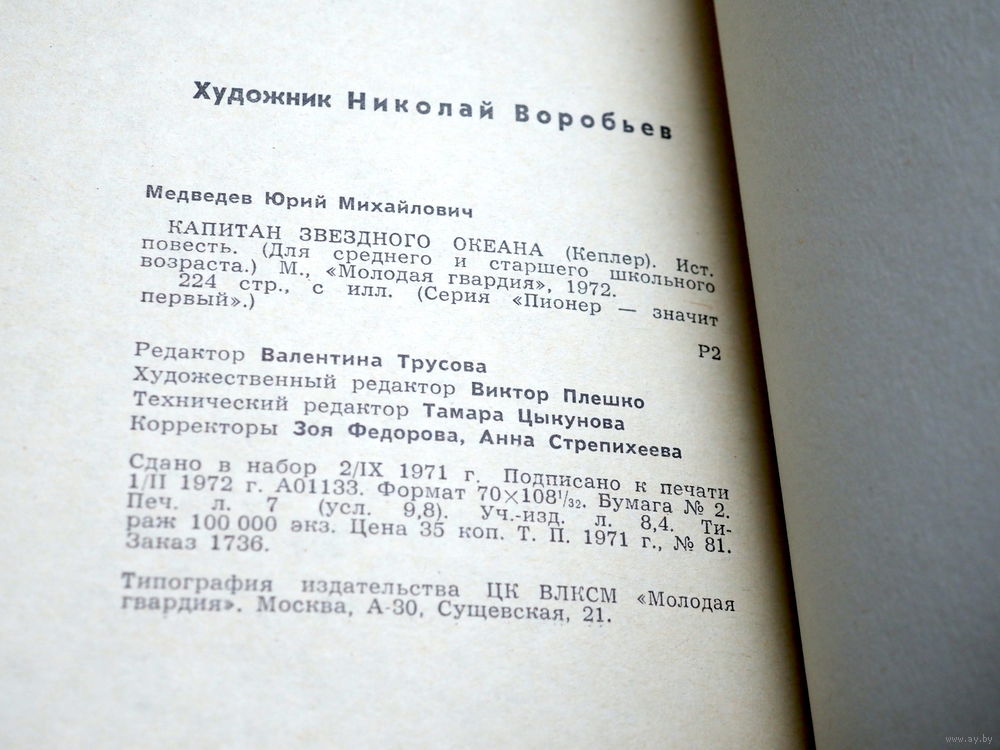 Художник Николай Воробьев
Медведев Юрий Михайлович
КАПИТАН ЗВЕЗДНОГО ОКЕАНА (Кеплер). Ист.
повесть. (Для среднего и старшего школьного
возраста.) М., «Молодая гвардия», 1972.
224 стр., с илл. (Серия «Пионер — значит
первый».)
Р2
Редактор Валентина Трусова
Художественный редактор Виктор Плешко
Технический редактор Тамара Цыкунова
Корректоры Зоя Федорова, Анна Стрепихеева
Сдано в набор 2/IX 1971 г. Подписано к печати
1/II 1972 г. А01133. Формат 70×108¹/₃₂. Бумага № 2.
Печ. л. 7 (усл. 9,8). Уч.-изд. л. 8,4. Ти-
раж 100 000 экз. Цена 35 коп. Т. П. 1971 г., № 81.
Заказ 1736.
Типография издательства ЦК ВЛКСМ «Молодая
гвардия». Москва, А-30, Сущевская, 21.
www.ay.by